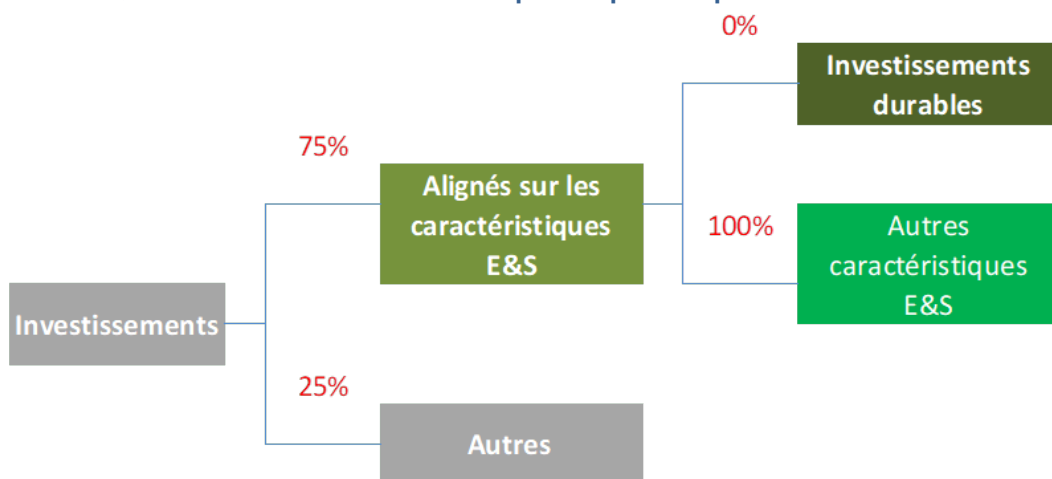 0%
Investissements
durables
75%
Alignés sur les
caractéristiques
E&S
100%
Autres
caractéristiques
E&S
Investissements
25%
Autres